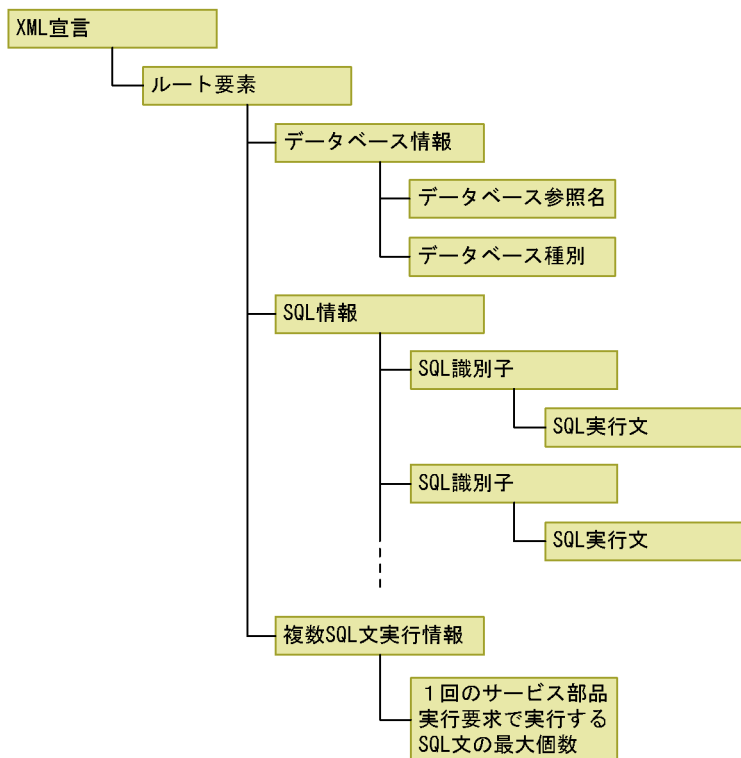 XML宣言
ルート要素
データベース情報
データベース参照名
データベース種別
SQL情報
SQL識別子
SQL実行文
SQL識別子
SQL実行文
複数SQL文実行情報
１回のサービス部品
実行要求で実行する
SQL文の最大個数